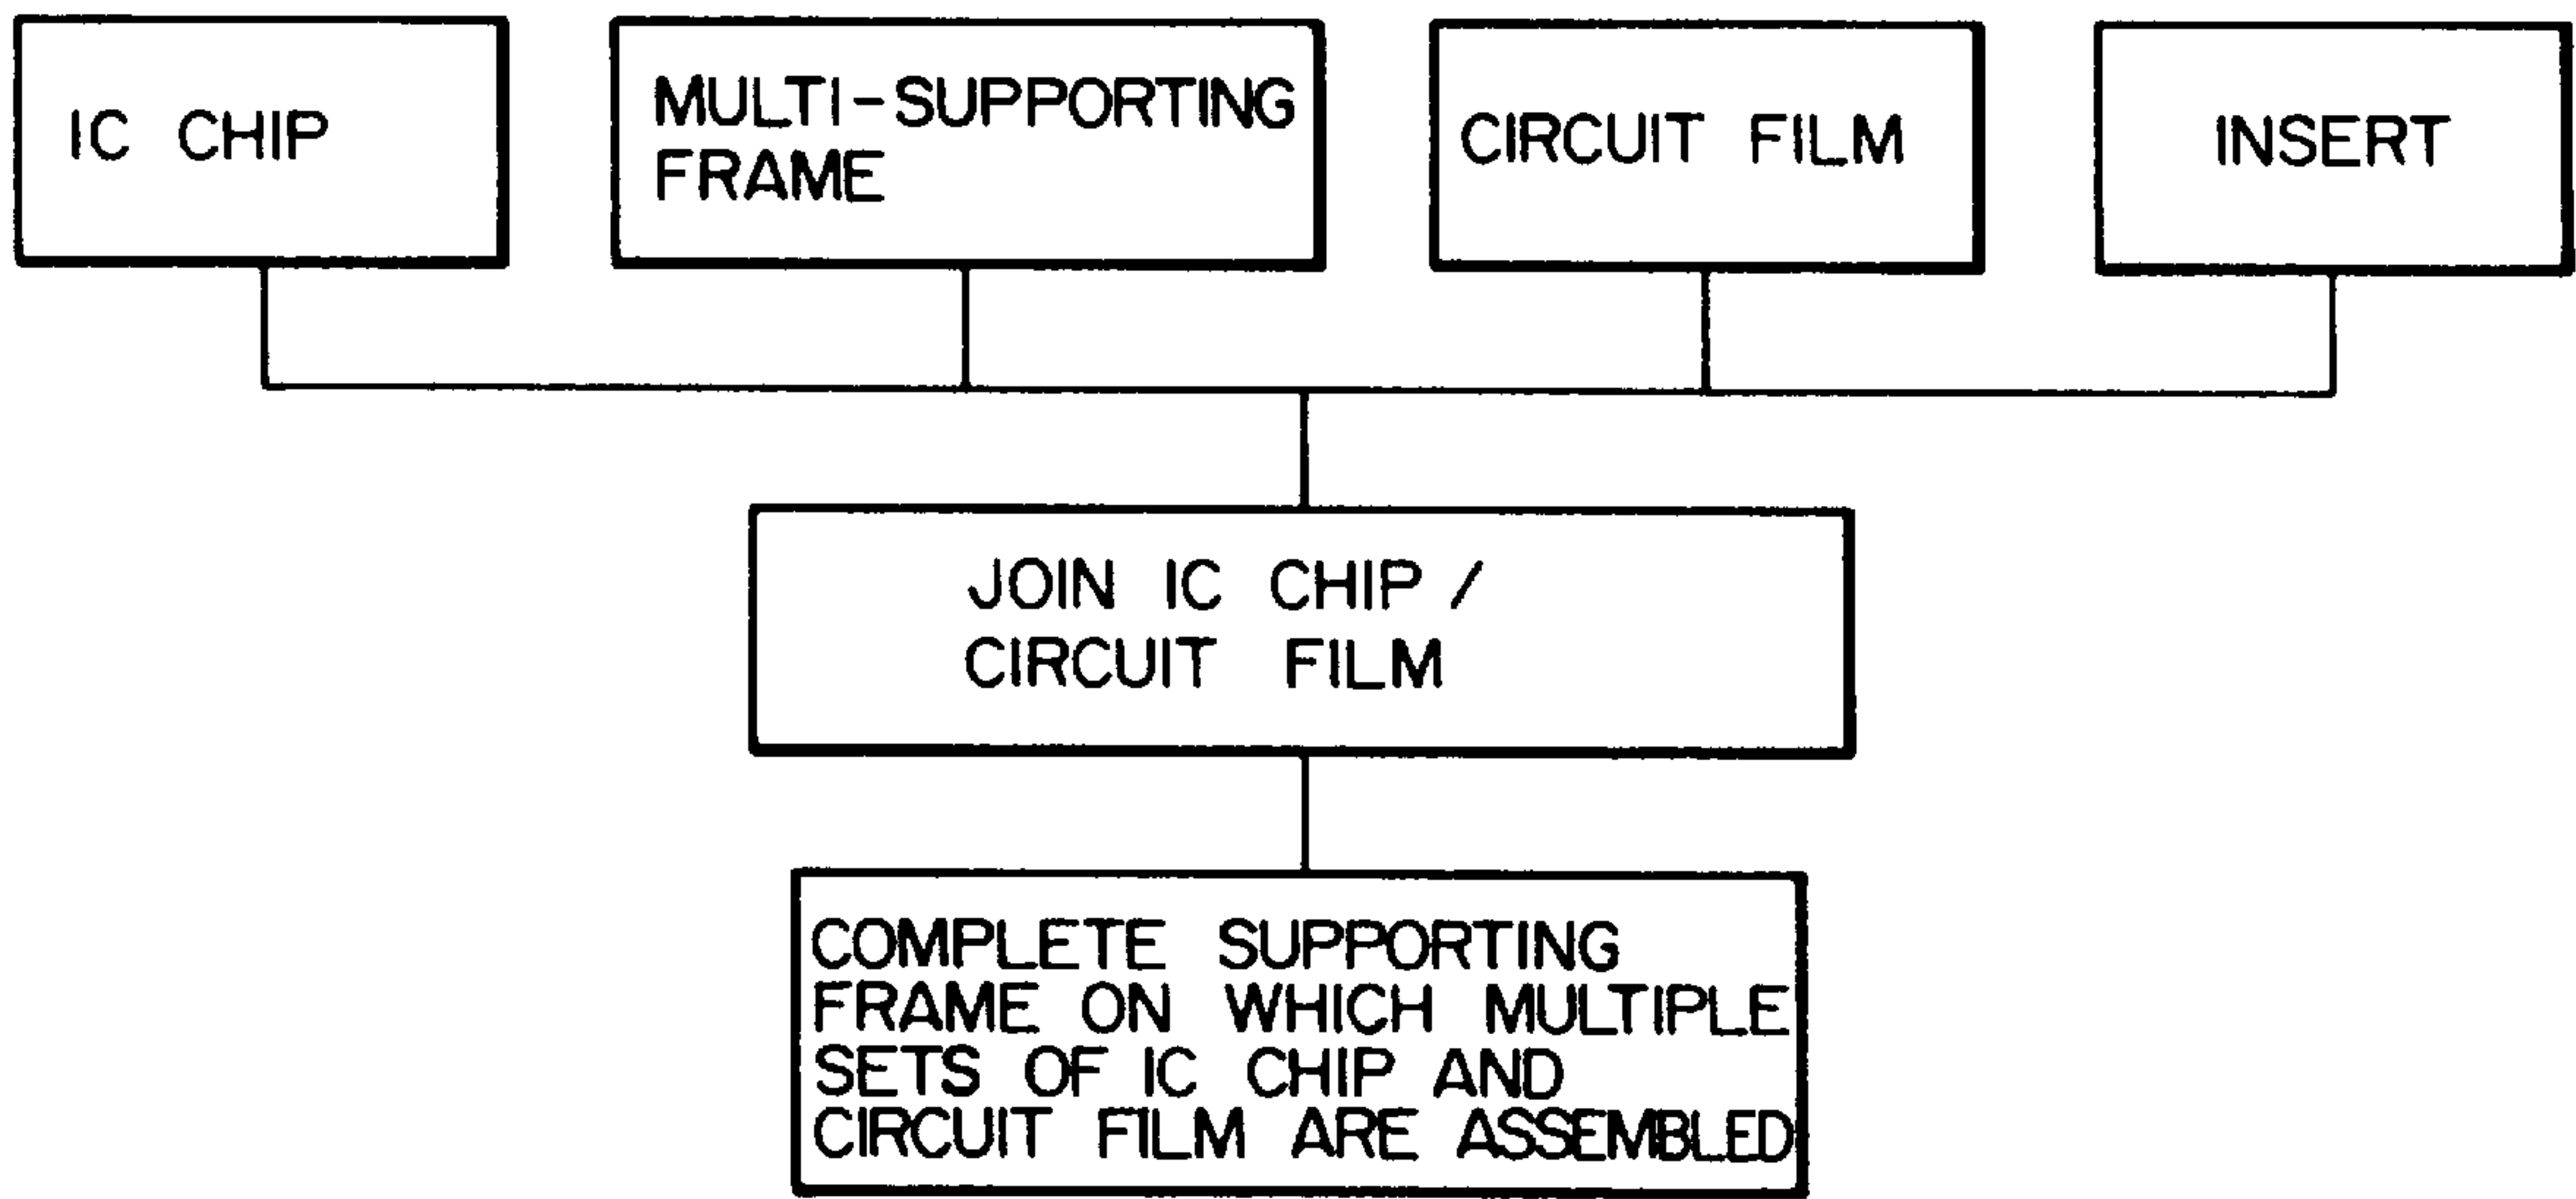 IC CHIP
MULTI-SUPPORTING
FRAME
CIRCUIT FILM
INSERT
JOIN IC CHIP /
CIRCUIT FILM
COMPLETE SUPPORTING
FRAME ON WHICH MULTIPLE
SETS OF IC CHIP AND
CIRCUIT FILM ARE ASSEMBLED